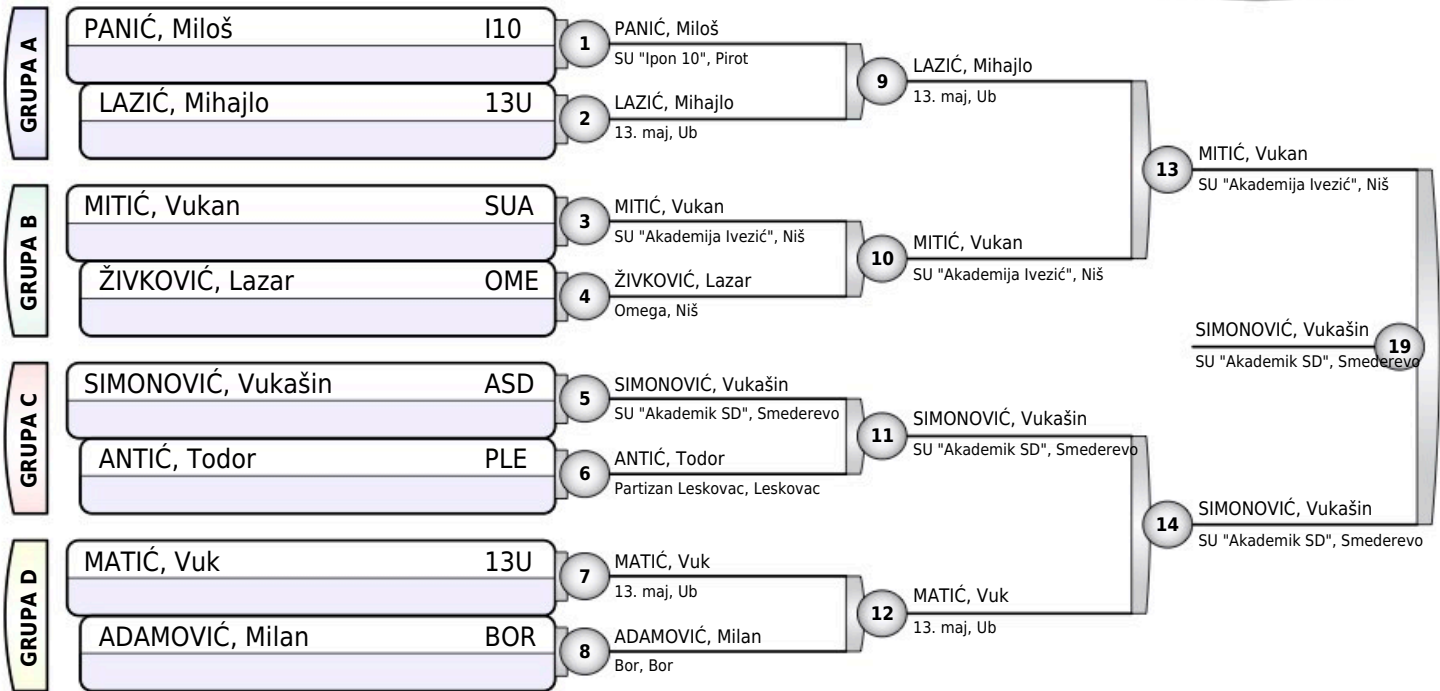 GRUPA A
PANIĆ, Miloš I10
LAZIĆ, Mihajlo 13U
1
PANIĆ, Miloš
SU "Ipon 10", Pirot
2
LAZIĆ, Mihajlo
13. maj, Ub
9
LAZIĆ, Mihajlo
13. maj, Ub
GRUPA B
MITIĆ, Vukan SUA
ŽIVKOVIĆ, Lazar OME
3
MITIĆ, Vukan
SU "Akademija Ivezić", Niš
4
ŽIVKOVIĆ, Lazar
Omega, Niš
10
MITIĆ, Vukan
SU "Akademija Ivezić", Niš
13
MITIĆ, Vukan
SU "Akademija Ivezić", Niš
GRUPA C
SIMONOVIĆ, Vukašin ASD
ANTIĆ, Todor PLE
5
SIMONOVIĆ, Vukašin
SU "Akademik SD", Smederevo
6
ANTIĆ, Todor
Partizan Leskovac, Leskovac
11
SIMONOVIĆ, Vukašin
SU "Akademik SD", Smederevo
GRUPA D
MATIĆ, Vuk 13U
ADAMOVIĆ, Milan BOR
7
MATIĆ, Vuk
13. maj, Ub
8
ADAMOVIĆ, Milan
Bor, Bor
12
MATIĆ, Vuk
13. maj, Ub
14
SIMONOVIĆ, Vukašin
SU "Akademik SD", Smederevo
SIMONOVIĆ, Vukašin
SU "Akademik SD", Smederevo
19